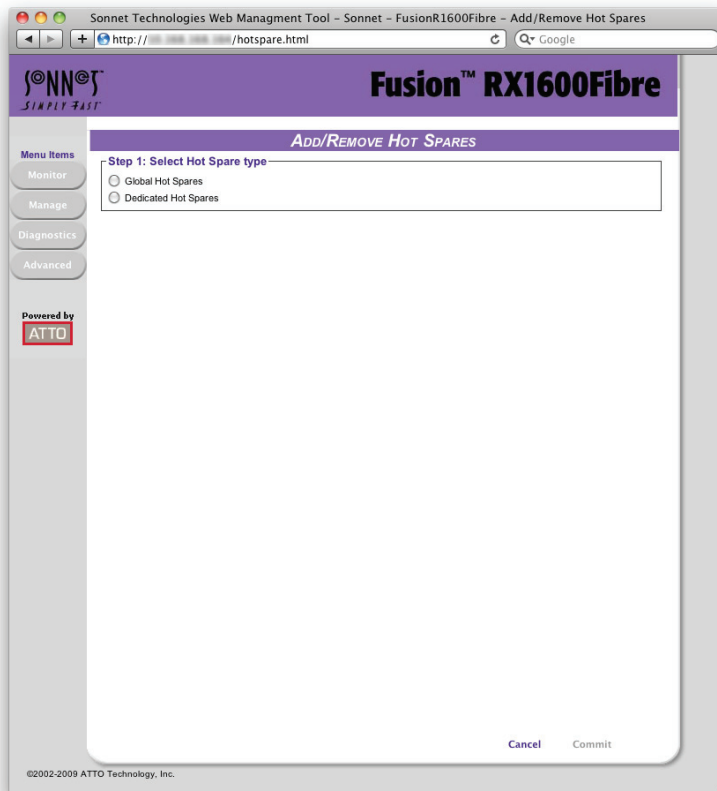 Sonnet Technologies Web Managment Tool – Sonnet – FusionR1600Fibre – Add/Remove Hot Spares
http:// /hotspare.html
Google
SONNET
SIMPLY FAST
Fusion™ RX1600Fibre
ADD/REMOVE HOT SPARES
Menu Items
Monitor
Manage
Diagnostics
Advanced
Powered by
ATTO
Step 1: Select Hot Spare type
Global Hot Spares
Dedicated Hot Spares
Cancel Commit
©2002-2009 ATTO Technology, Inc.